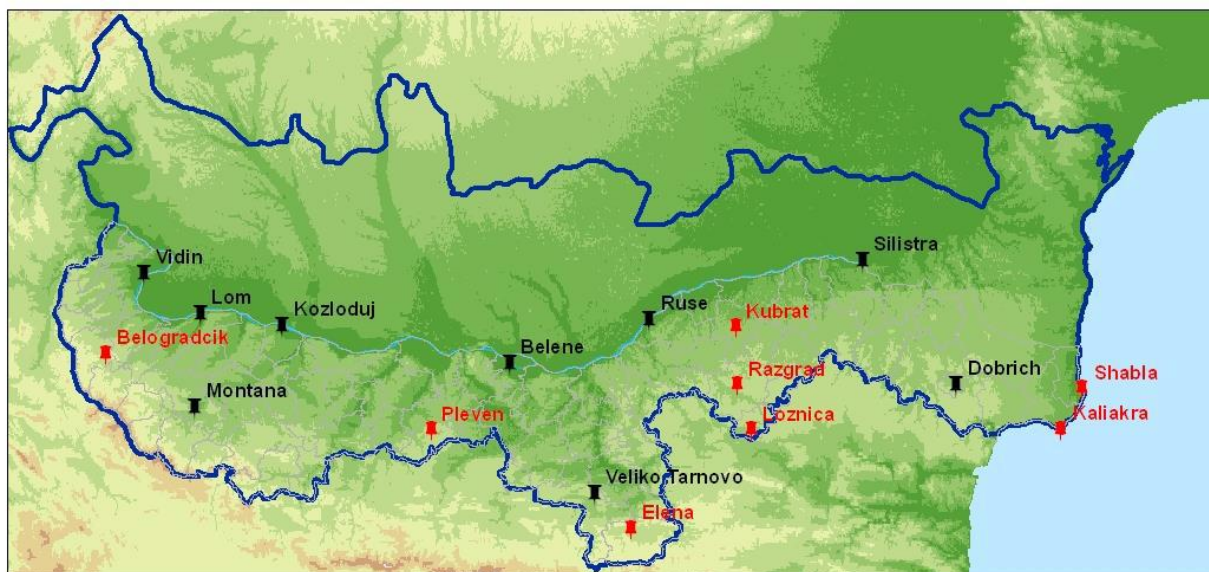 Silistra
Vidin
Lom
Kozloduj
Ruse
Kubrat
Belogradcik
Belene
Razgrad
Dobrich
Shabla
Montana
Pleven
Loznica
Kaliakra
Veliko Tarnovo
Elena